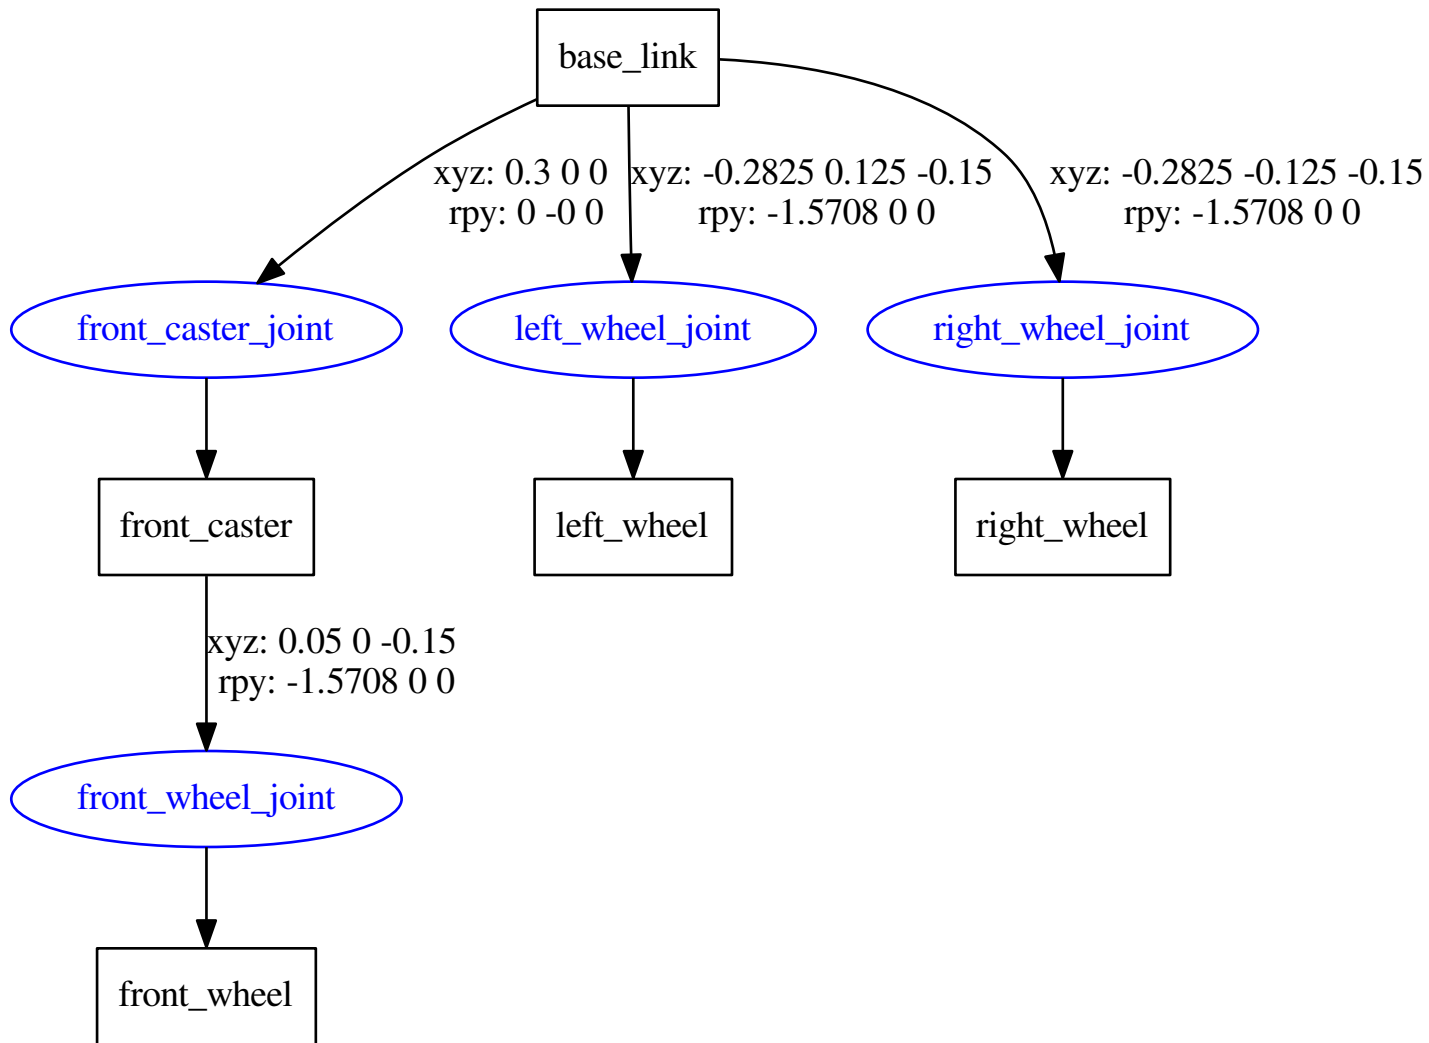 base_link
xyz: 0.3 0 0
rpy: 0 -0 0
xyz: -0.2825 0.125 -0.15
rpy: -1.5708 0 0
xyz: -0.2825 -0.125 -0.15
rpy: -1.5708 0 0
front_caster_joint
left_wheel_joint
right_wheel_joint
front_caster
left_wheel
right_wheel
xyz: 0.05 0 -0.15
rpy: -1.5708 0 0
front_wheel_joint
front_wheel